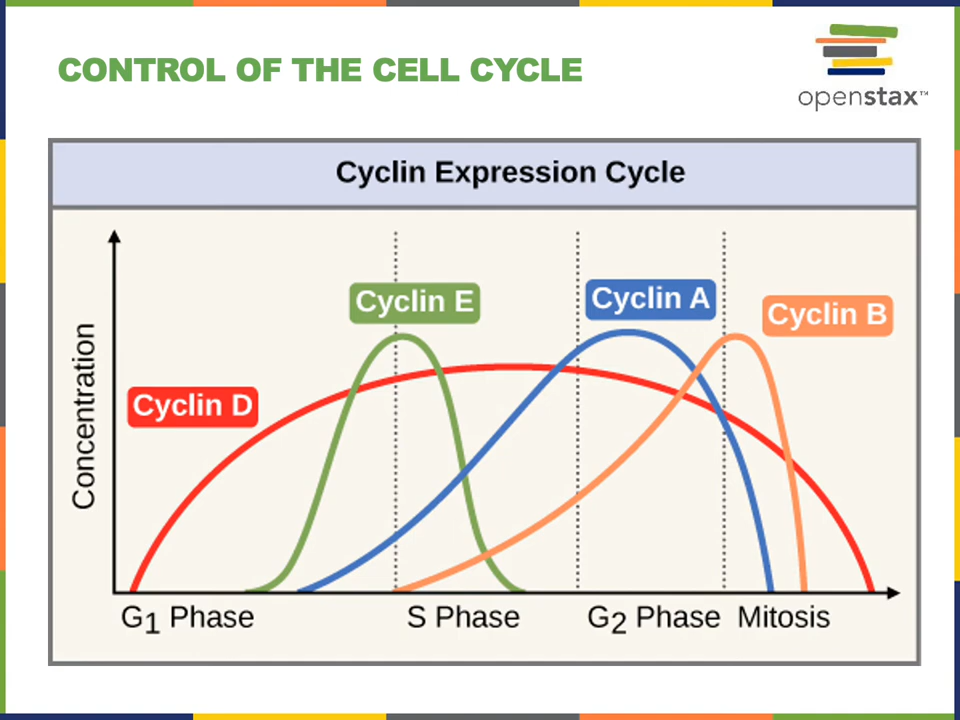 CONTROL OF THE CELL CYCLE
openstax™
Cyclin Expression Cycle
Cyclin E
Cyclin A
Cyclin B
Cyclin D
Concentration
G1 Phase
S Phase
G2 Phase
Mitosis